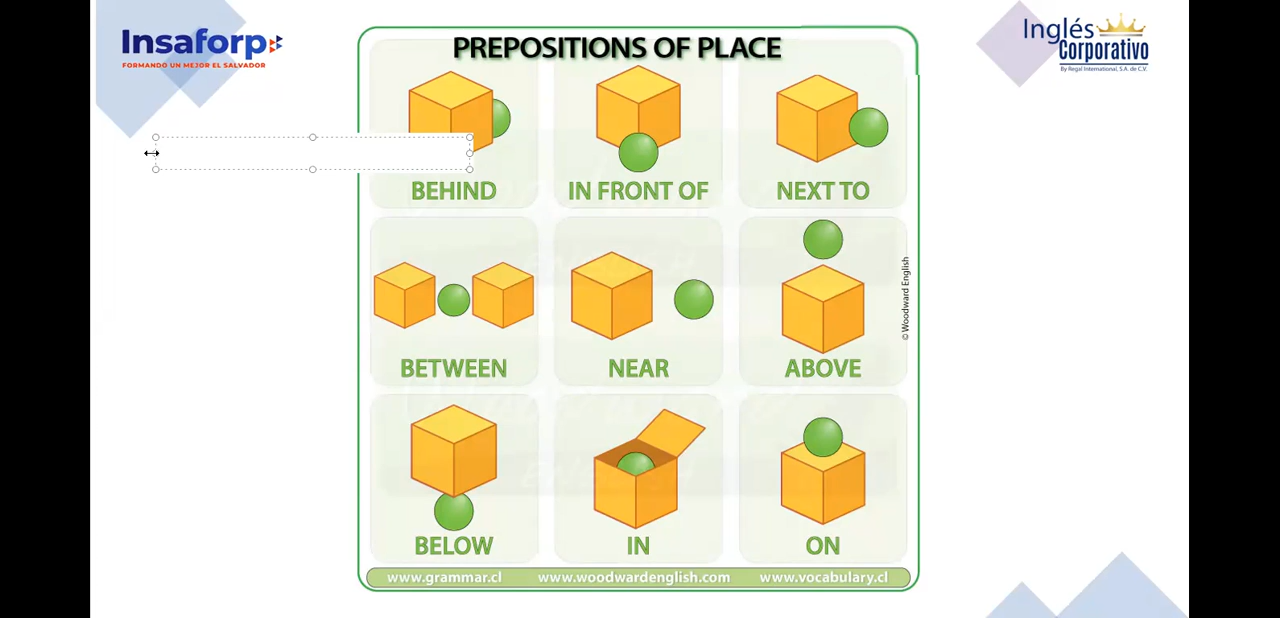 Insaforp
FORMANDO UN MEJOR EL SALVADOR
PREPOSITIONS OF PLACE
Inglés
Corporativo
By Regal International, S.A. de C.V.
BEHIND
IN FRONT OF
NEXT TO
BETWEEN
NEAR
ABOVE
© Woodward English
BELOW
IN
ON
www.grammar.cl
www.woodwardenglish.com
www.vocabulary.cl